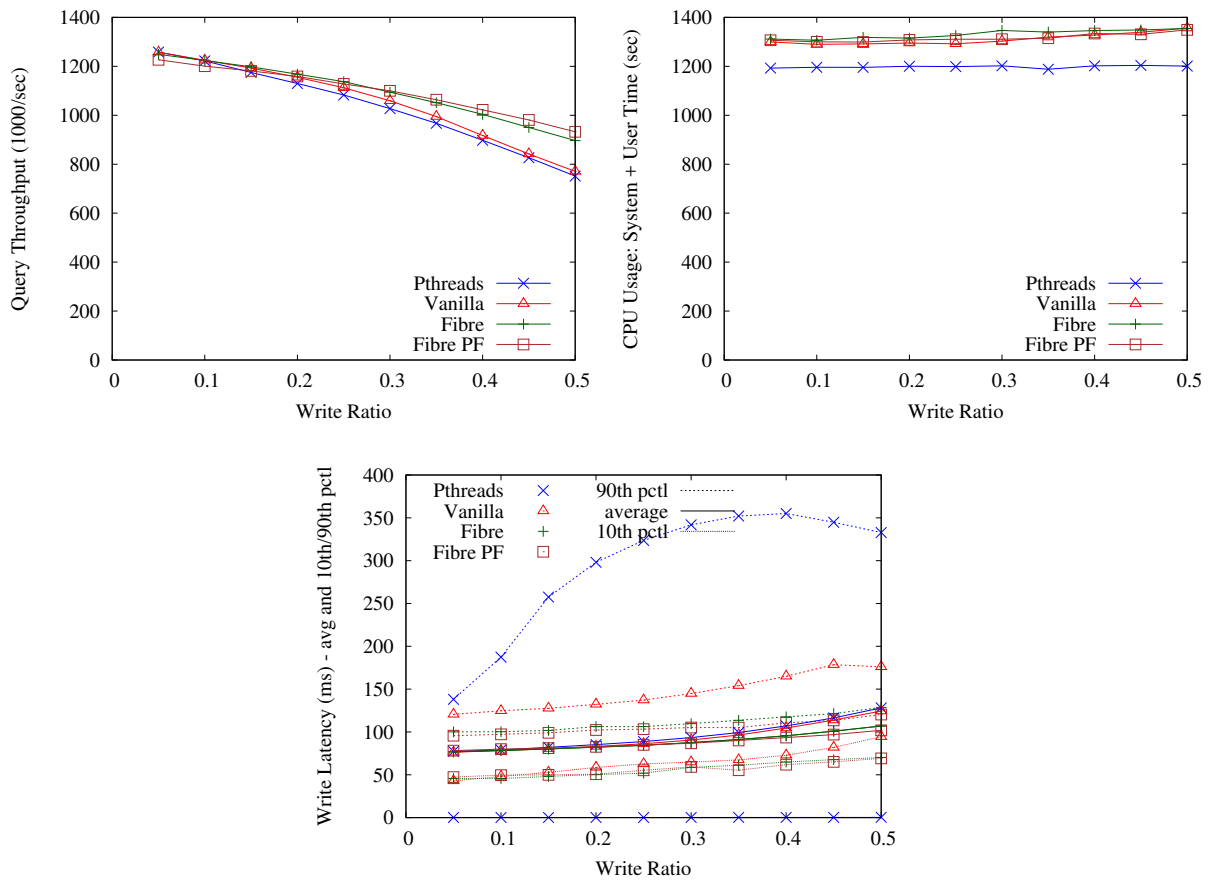 Query Throughput (1000/sec)
1400
1200
1000
800
600
400
200
0
Pthreads
Vanilla
Fibre
Fibre PF
0 0.1 0.2 0.3 0.4 0.5
Write Ratio
CPU Usage: System + User Time (sec)
1400
1200
1000
800
600
400
200
0
Pthreads
Vanilla
Fibre
Fibre PF
0 0.1 0.2 0.3 0.4 0.5
Write Ratio
Write Latency (ms) - avg and 10th/90th pctl
400
350
300
250
200
150
100
50
0
Pthreads 90th pctl
Vanilla average
Fibre 10th pctl
Fibre PF
0 0.1 0.2 0.3 0.4 0.5
Write Ratio